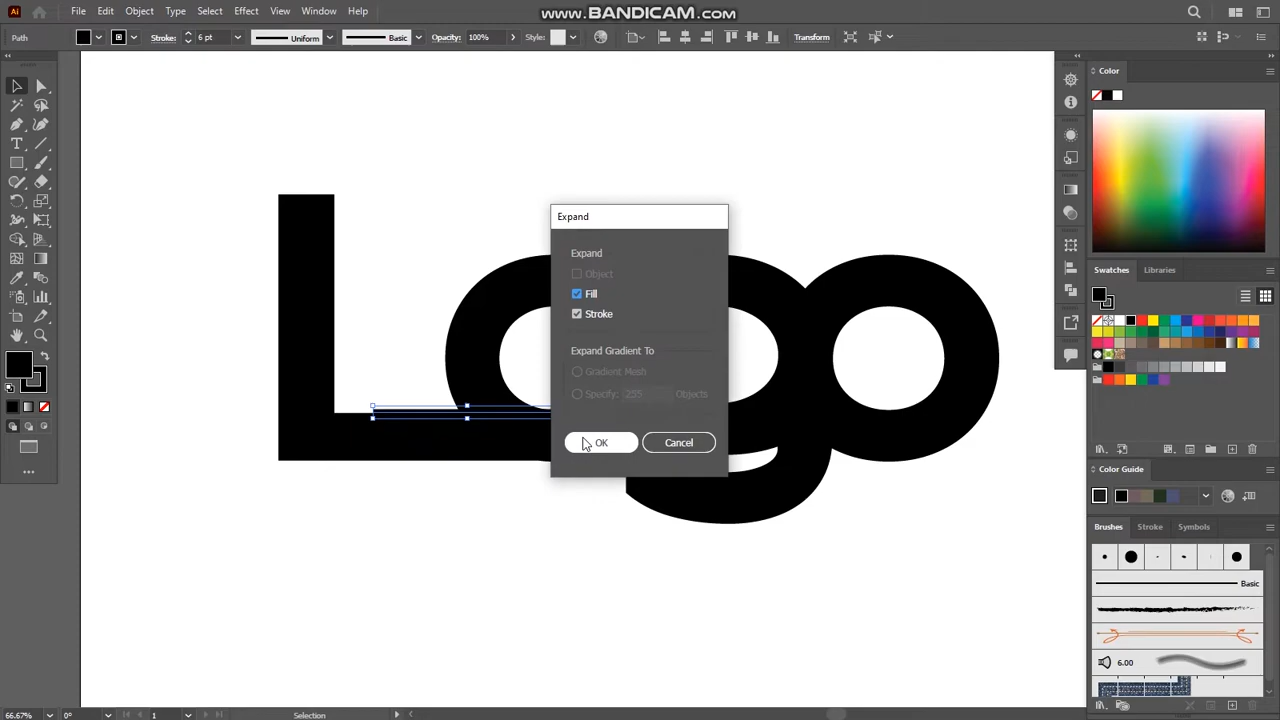 Ai File Edit Object Type Select Effect View Window Help
www.BANDICAM.com
Path Stroke: 6 pt Uniform Basic Opacity: 100% Style: Transform
Color
Logo
Expand
Expand
Object
Fill
Stroke
Expand Gradient To
Gradient Mesh
Specify: 255 Objects
OK Cancel
Swatches Libraries
Color Guide
Brushes Stroke Symbols
Basic
6.00
66.67% 0° 1 Selection